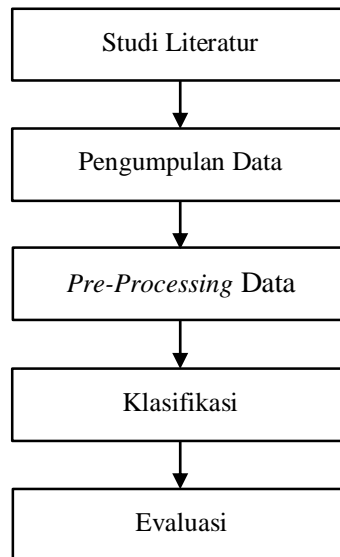 Studi Literatur
Pengumpulan Data
Pre-Processing Data
Klasifikasi
Evaluasi